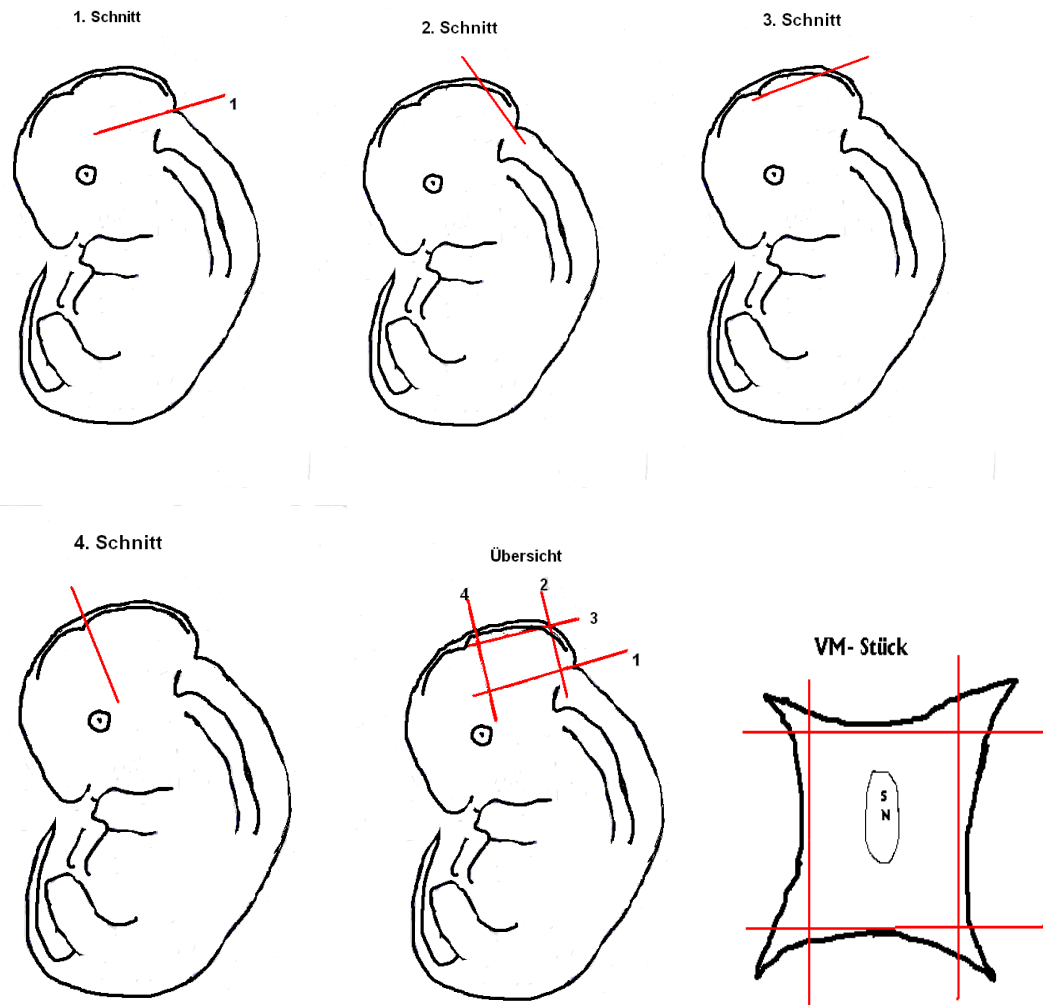 1. Schnitt
2. Schnitt
3. Schnitt
1
4. Schnitt
Übersicht
4
2
3
1
VM- Stück
S
N